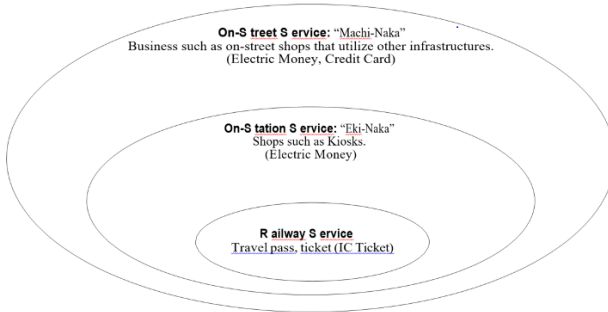 On-S treet S ervice: “Machi-Naka”
Business such as on-street shops that utilize other infrastructures.
(Electric Money, Credit Card)
On-S tation S ervice: “Eki-Naka”
Shops such as Kiosks.
(Electric Money)
R ailway S ervice
Travel pass, ticket (IC Ticket)